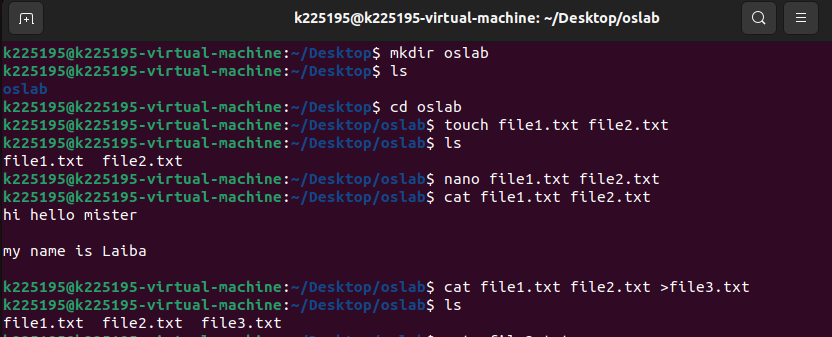 k225195@k225195-virtual-machine: ~/Desktop/oslab
k225195@k225195-virtual-machine:~/Desktop$ mkdir oslab
k225195@k225195-virtual-machine:~/Desktop$ ls
oslab
k225195@k225195-virtual-machine:~/Desktop$ cd oslab
k225195@k225195-virtual-machine:~/Desktop/oslab$ touch file1.txt file2.txt
k225195@k225195-virtual-machine:~/Desktop/oslab$ ls
file1.txt  file2.txt
k225195@k225195-virtual-machine:~/Desktop/oslab$ nano file1.txt file2.txt
k225195@k225195-virtual-machine:~/Desktop/oslab$ cat file1.txt file2.txt
hi hello mister
my name is Laiba
k225195@k225195-virtual-machine:~/Desktop/oslab$ cat file1.txt file2.txt >file3.txt
k225195@k225195-virtual-machine:~/Desktop/oslab$ ls
file1.txt  file2.txt  file3.txt